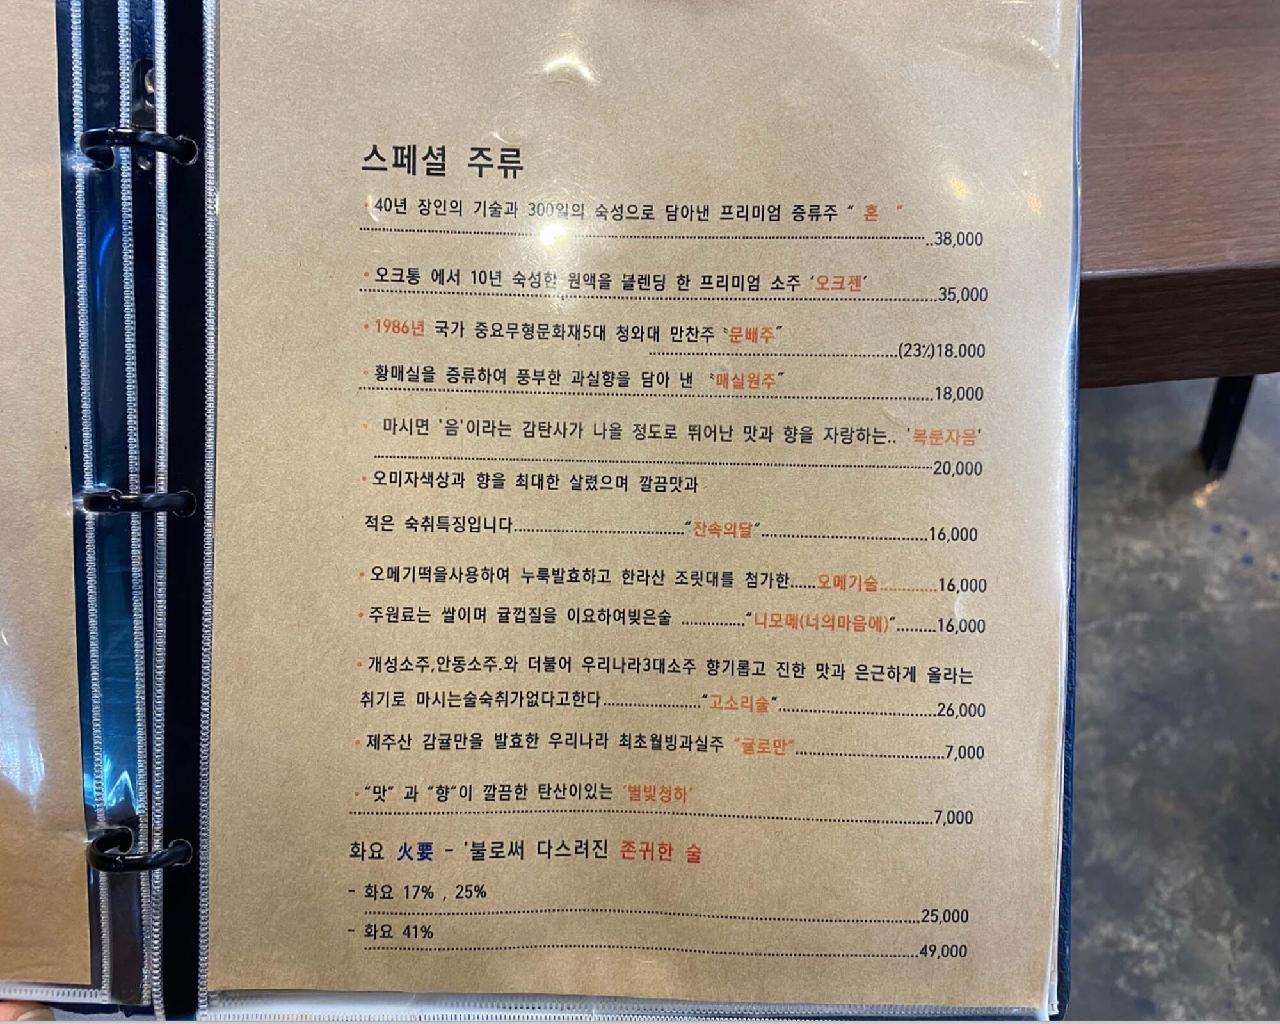 스페셜 주류
• 40년 장인의 기술과 300일의 숙성으로 담아낸 프리미엄 증류주 “ 혼 ”
38,000
• 오크통 에서 10년 숙성한 원액을 블렌딩 한 프리미엄 소주 ‘오크젠’
35,000
• 1986년 국가 중요무형문화재5대 청와대 만찬주 “문배주”
(23%)18.000
• 황매실을 증류하여 풍부한 과실향을 담아 낸 “매실원주”
18,000
• 마시면 '음'이라는 감탄사가 나올 정도로 뛰어난 맛과 향을 자랑하는.. '복분자음'
20,000
• 오미자색상과 향을 최대한 살렸으며 깔끔맛과
적은 숙취특징입니다............“잔속의달”............16,000
• 오메기떡을사용하여 누룩발효하고 한라산 조릿대를 첨가한......오메기술............16,000
• 주원료는 쌀이며 귤껍질을 이요하여빚은술 ............“니모메(너의마음에)”........16,000
• 개성소주,안동소주.와 더불어 우리나라3대소주 향기롭고 진한 맛과 은근하게 올라는
취기로 마시는술숙취가없다고한다............“고소리술”............26,000
• 제주산 감귤만을 발효한 우리나라 최초월빙과실주 “귤로만”............7,000
• “맛” 과 “향”이 깔끔한 탄산이있는 '별빛청하'
7,000
화요 火要 - '불로써 다스려진 존귀한 술
- 화요 17% , 25%
25,000
- 화요 41%
49,000